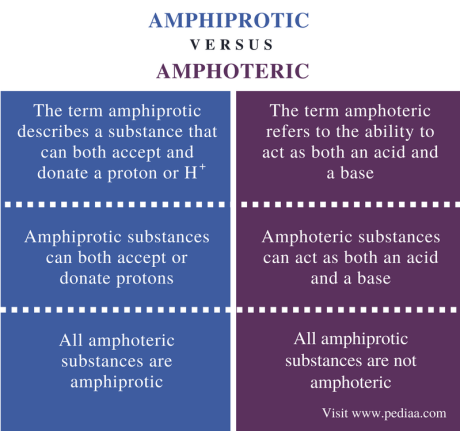 AMPHIPROTIC
VERSUS
AMPHOTERIC
The term amphiprotic
describes a substance that
can both accept and
donate a proton or H⁺
The term amphoteric
refers to the ability to
act as both an acid and
a base
Amphiprotic substances
can both accept or
donate protons
Amphoteric substances
can act as both an acid
and a base
All amphoteric
substances are
amphiprotic
All amphiprotic
substances are not
amphoteric
Visit www.pediaa.com